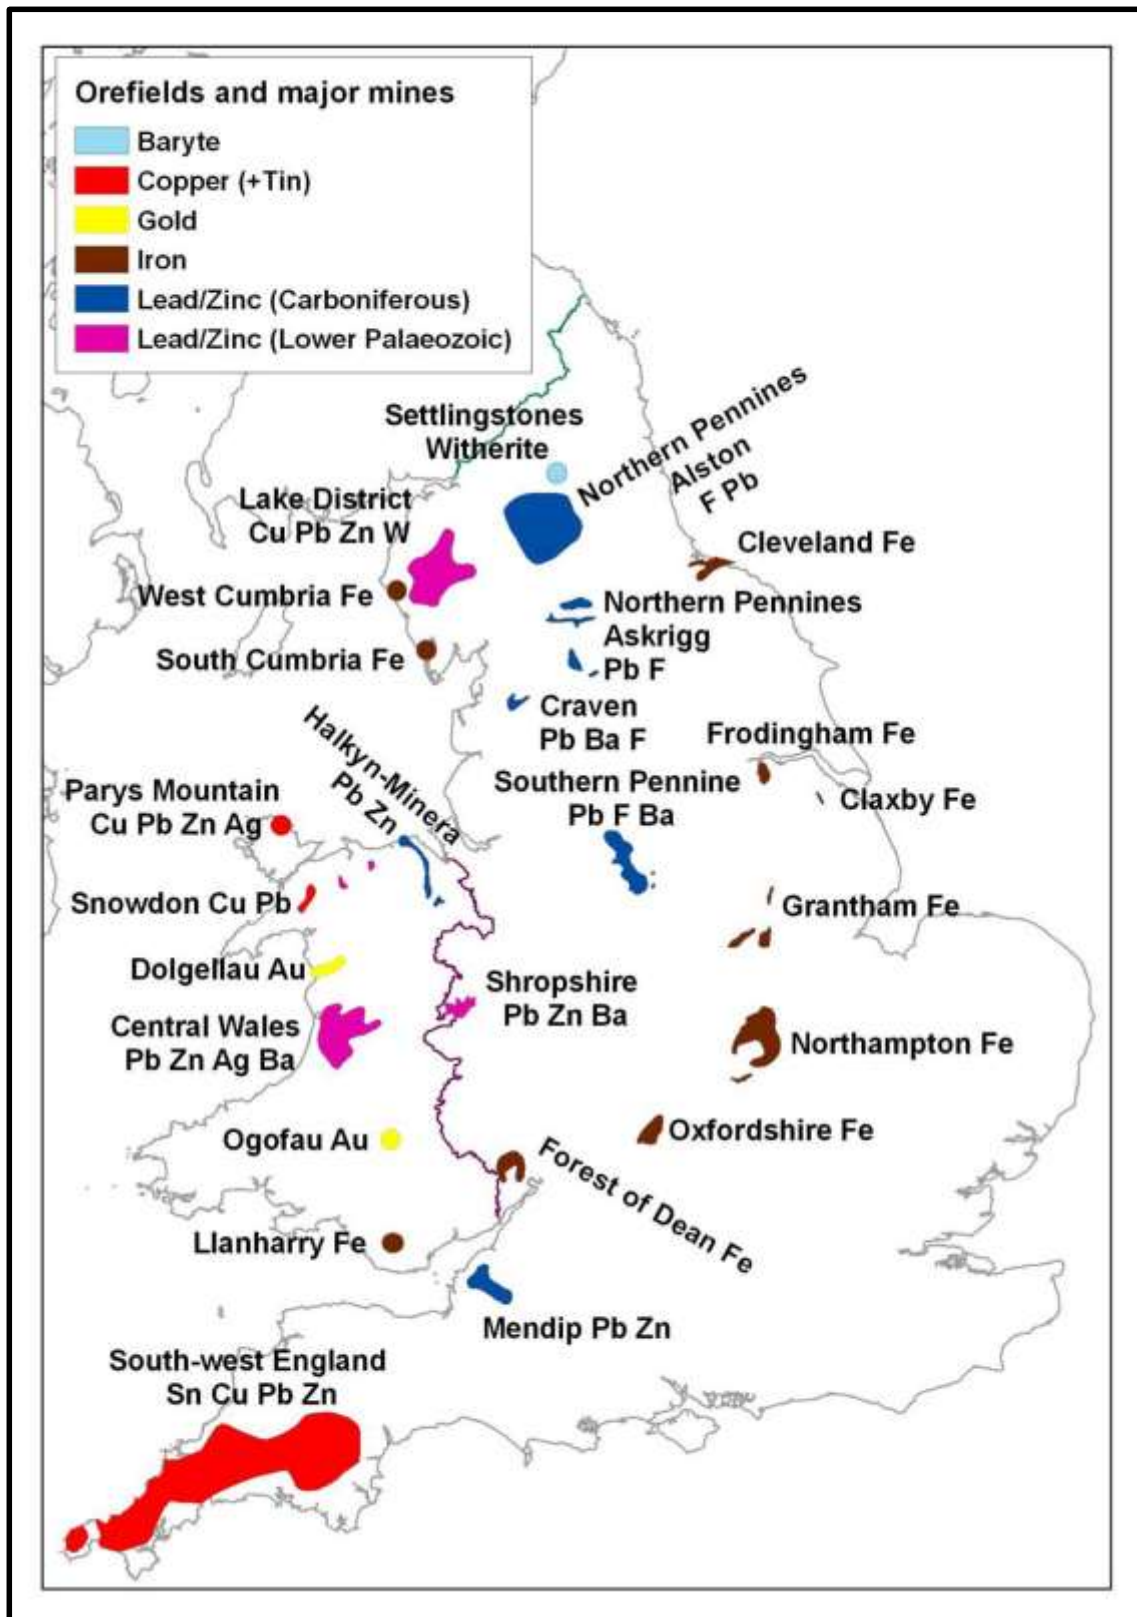 Orefields and major mines
Baryte
Copper (+Tin)
Gold
Iron
Lead/Zinc (Carboniferous)
Lead/Zinc (Lower Palaeozoic)
Settlingstones
Witherite
Northern Pennines
Alston
F Pb
Lake District
Cu Pb Zn W
Cleveland Fe
West Cumbria Fe
Northern Pennines
Askrigg
Pb F
South Cumbria Fe
Craven
Pb Ba F
Halkyn-Minera
Pb Zn
Frodingham Fe
Southern Pennine
Pb F Ba
Claxby Fe
Parys Mountain
Cu Pb Zn Ag
Snowdon Cu Pb
Grantham Fe
Dolgellau Au
Shropshire
Pb Zn Ba
Central Wales
Pb Zn Ag Ba
Northampton Fe
Ogofau Au
Oxfordshire Fe
Forest of Dean Fe
Llanharry Fe
Mendip Pb Zn
South-west England
Sn Cu Pb Zn